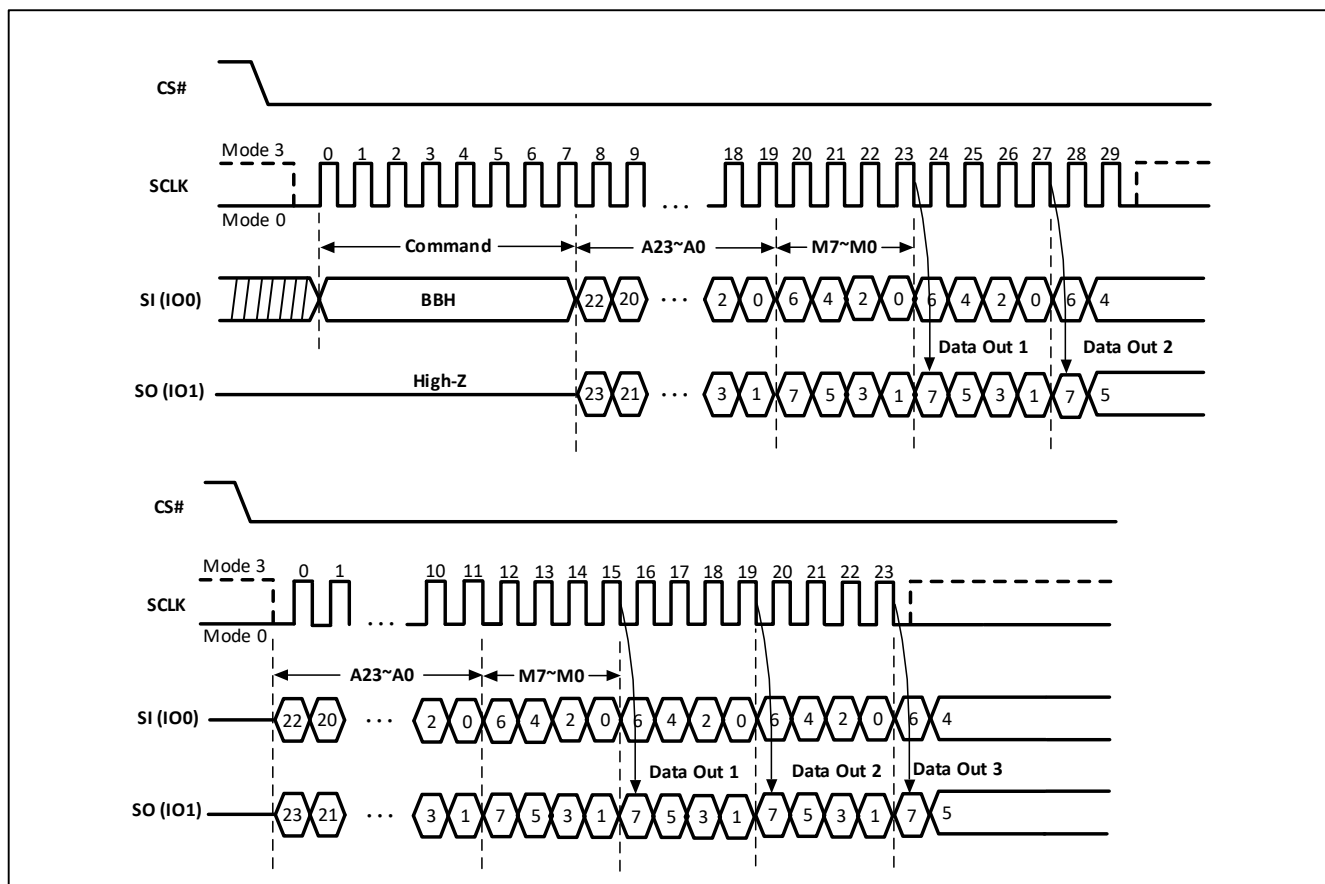 CS#
Mode 3
0 1 2 3 4 5 6 7 8 9 18 19 20 21 22 23 24 25 26 27 28 29
SCLK
...
Mode 0
Command A23~A0 M7~M0
SI (IO0) BBH 22 20 ... 2 0 6 4 2 0 6 4 2 0 6 4
Data Out 1 Data Out 2
High-Z
SO (IO1) 23 21 ... 3 1 7 5 3 1 7 5 3 1 7 5
CS#
Mode 3
0 1 10 11 12 13 14 15 16 17 18 19 20 21 22 23
SCLK
...
Mode 0
A23~A0 M7~M0
SI (IO0) 22 20 ... 2 0 6 4 2 0 6 4 2 0 6 4 2 0 6 4
Data Out 1 Data Out 2 Data Out 3
SO (IO1) 23 21 ... 3 1 7 5 3 1 7 5 3 1 7 5 3 1 7 5